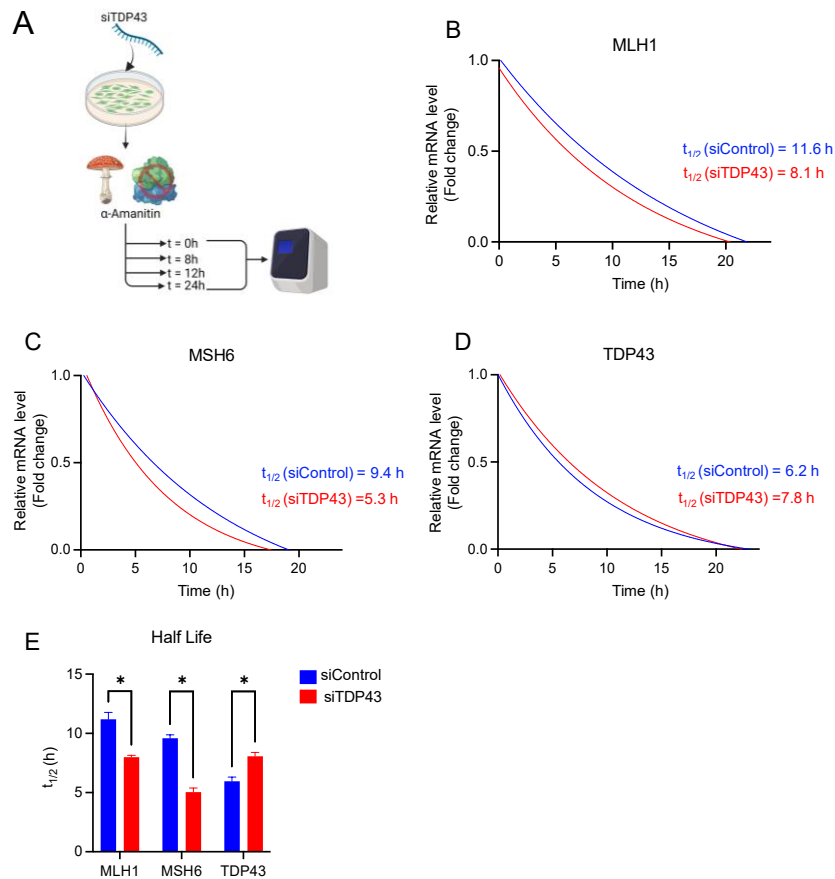 A
siTDP43
α-Amanitin
t = 0h
t = 8h
t = 12h
t = 24h
B
MLH1
Relative mRNA level
(Fold change)
1.0
0.5
0.0
t1/2 (siControl) = 11.6 h
t1/2 (siTDP43) = 8.1 h
0 5 10 15 20
Time (h)
C
MSH6
Relative mRNA level
(Fold change)
1.0
0.5
0.0
t1/2 (siControl) = 9.4 h
t1/2 (siTDP43) =5.3 h
0 5 10 15 20
Time (h)
D
TDP43
Relative mRNA level
(Fold change)
1.0
0.5
0.0
t1/2 (siControl) = 6.2 h
t1/2 (siTDP43) =7.8 h
0 5 10 15 20
Time (h)
E
Half Life
t1/2 (h)
15
10
5
0
* * *
MLH1 MSH6 TDP43
siControl
siTDP43